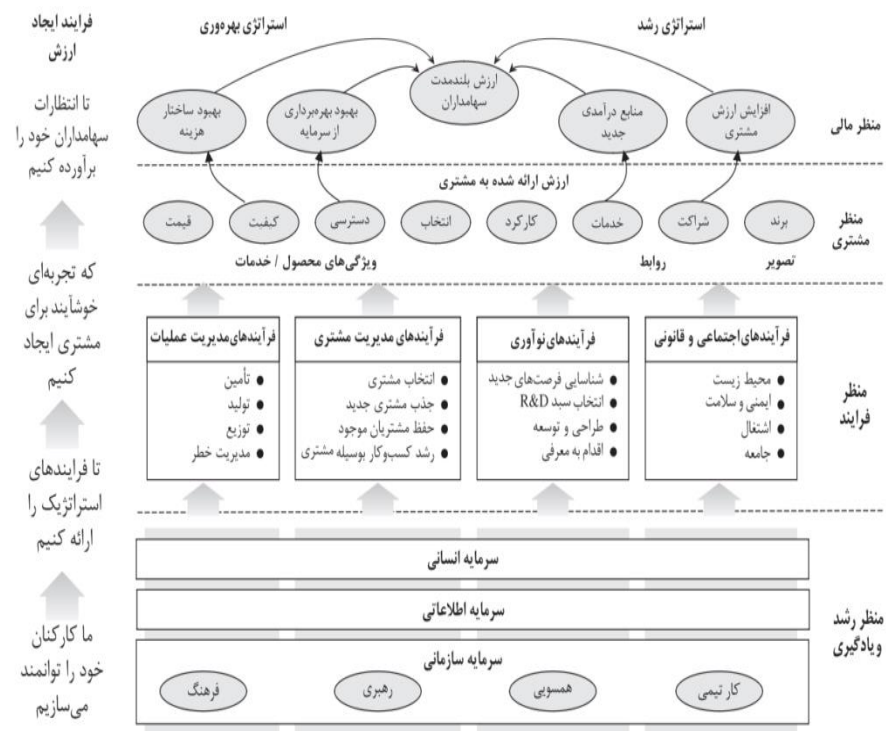 فرایند ایجاد
ارزش
استراتژی رشد
استراتژی بهره‌وری
تا انتظارات
سهامداران خود را
برآورده کنیم
منظر مالی
ارزش بلندمدت
سهامداران
افزایش ارزش
مشتری
منابع درآمدی
جدید
بهبود بهره‌برداری
از سرمایه
بهبود ساختار
هزینه
ارزش ارائه شده به مشتری
منظر
مشتری
برند
شراکت
خدمات
کارکرد
انتخاب
دسترسی
کیفیت
قیمت
تصویر
روابط
ویژگی‌های محصول / خدمات
که تجربه‌ای
خوشآیند برای
مشتری ایجاد
کنیم
منظر
فرایند
فرآیندهای اجتماعی و قانونی
● محیط زیست
● ایمنی و سلامت
● اشتغال
● جامعه
فرآیندهای نوآوری
● شناسایی فرصت‌های جدید
● انتخاب سبد R&D
● طراحی و توسعه
● اقدام به معرفی
فرآیندهای مدیریت مشتری
● انتخاب مشتری
● جذب مشتری جدید
● حفظ مشتریان موجود
● رشد کسب‌وکار بوسیله مشتری
فرآیندهای مدیریت عملیات
● تأمین
● تولید
● توزیع
● مدیریت خطر
تا فرایندهای
استراتژیک را
ارائه کنیم
منظر رشد
ویادگیری
سرمایه انسانی
سرمایه اطلاعاتی
سرمایه سازمانی
کار تیمی
همسویی
رهبری
فرهنگ
ما کارکنان
خود را توانمند
می‌سازیم